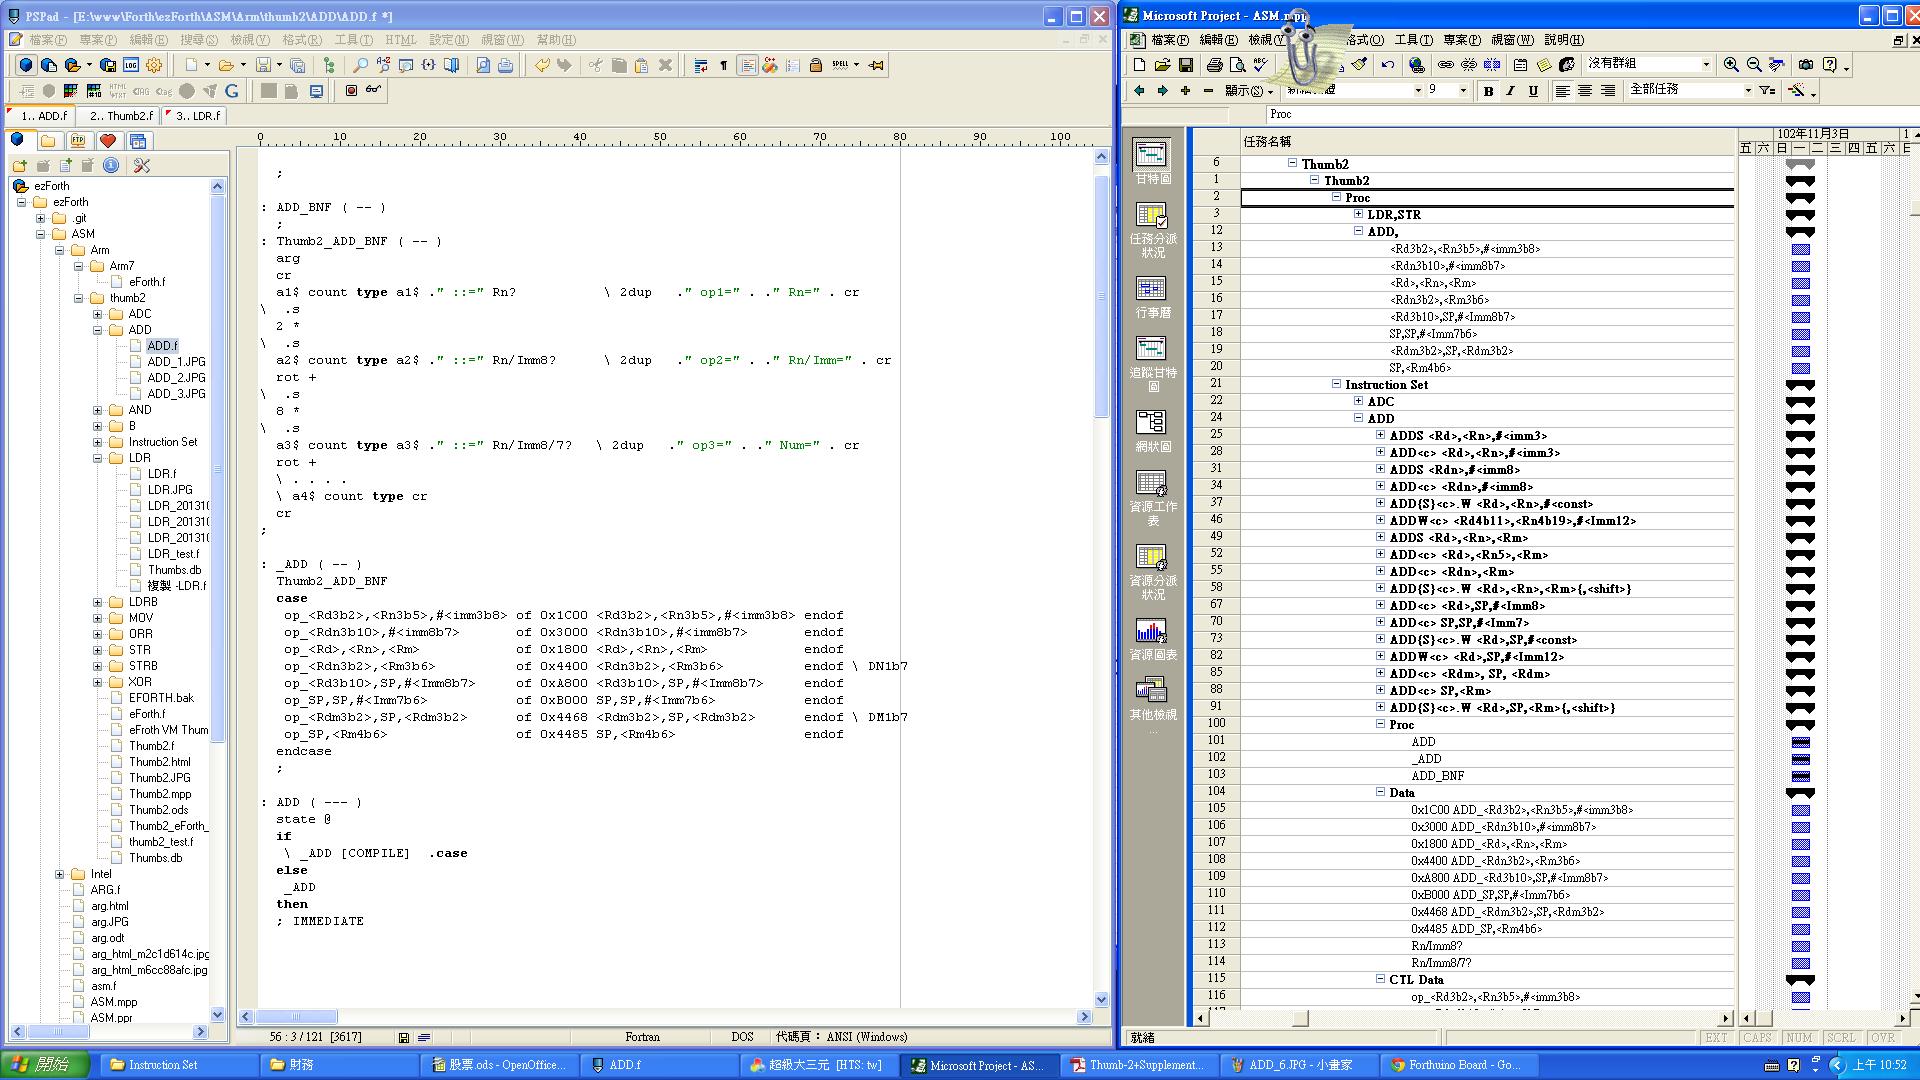 PSPad - [E:\www\Forth\ezForth\ASM\Arm\thumb2\ADD\ADD.f *]
檔案(F) 專案(P) 編輯(E) 搜尋(S) 檢視(V) 格式(R) 工具(T) HTML 設定(N) 視窗(W) 幫助(H)
1.. ADD.f 2.. Thumb2.f 3.. LDR.f
0 10 20 30 40 50 60 70 80 90 100
ezForth
ezForth
.git
ASM
Arm
Arm7
eForth.f
thumb2
ADC
ADD
ADD.f
ADD_1.JPG
ADD_2.JPG
ADD_3.JPG
AND
B
Instruction Set
LDR
LDR.f
LDR.JPG
LDR_20131(
LDR_20131(
LDR_20131(
LDR_test.f
Thumbs.db
複製 -LDR.f
LDRB
MOV
ORR
STR
STRB
XOR
EFORTH.bak
eForth.f
eFroth VM Thum
Thumb2.f
Thumb2.html
Thumb2.JPG
Thumb2.mpp
Thumb2.ods
Thumb2_eForth_
thumb2_test.f
Thumbs.db
Intel
ARG.f
arg.html
arg.JPG
arg.odt
arg_html_m2c1d614c.jpg
arg_html_m6cc88afc.jpg
asm.f
ASM.mpp
ASM.ppr
;
: ADD_BNF ( -- )
;
: Thumb2_ADD_BNF ( -- )
arg
cr
a1$ count type a1$ ." ::=" Rn? \ 2dup ." op1=" . ." Rn=" . cr
\ .s
2 *
\ .s
a2$ count type a2$ ." ::=" Rn/Imm8? \ 2dup ." op2=" . ." Rn/Imm=" . cr
rot +
\ .s
8 *
\ .s
a3$ count type a3$ ." ::=" Rn/Imm8/7? \ 2dup ." op3=" . ." Num=" . cr
rot +
\ . . . .
\ a4$ count type cr
cr
;
: _ADD ( -- )
Thumb2_ADD_BNF
case
op_<Rd3b2>,<Rn3b5>,#<imm3b8> of 0x1C00 <Rd3b2>,<Rn3b5>,#<imm3b8> endof
op_<Rdn3b10>,#<imm8b7> of 0x3000 <Rdn3b10>,#<imm8b7> endof
op_<Rd>,<Rn>,<Rm> of 0x1800 <Rd>,<Rn>,<Rm> endof
op_<Rdn3b2>,<Rm3b6> of 0x4400 <Rdn3b2>,<Rm3b6> endof \ DN1b7
op_<Rd3b10>,SP,#<Imm8b7> of 0xA800 <Rd3b10>,SP,#<Imm8b7> endof
op_SP,SP,#<Imm7b6> of 0xB000 SP,SP,#<Imm7b6> endof
op_<Rdm3b2>,SP,<Rdm3b2> of 0x4468 <Rdm3b2>,SP,<Rdm3b2> endof \ DM1b7
op_SP,<Rm4b6> of 0x4485 SP,<Rm4b6> endof
endcase
;
: ADD ( --- )
state @
if
\ _ADD [COMPILE] .case
else
_ADD
then
; IMMEDIATE
56 : 3 / 121 [3617] Fortran DOS 代碼頁： ANSI (Windows)
Microsoft Project - ASM.mpp
檔案(F) 編輯(E) 檢視(V) 格式(O) 工具(T) 專案(P) 視窗(W) 說明(H)
沒有群組
顯示(S) 9 B I U 全部任務
Proc
甘特圖
任務分派狀況
行事曆
追蹤甘特圖
網狀圖
資源工作表
資源分派狀況
資源圖表
其他檢視
...
任務名稱
102年11月3日
五 六 日 一 二 三 四 五 六 日
6 Thumb2
1 Thumb2
2 Proc
3 LDR,STR
12 ADD,
13 <Rd3b2>,<Rn3b5>,#<imm3b8>
14 <Rdn3b10>,#<imm8b7>
15 <Rd>,<Rn>,<Rm>
16 <Rdn3b2>,<Rm3b6>
17 <Rd3b10>,SP,#<Imm8b7>
18 SP,SP,#<Imm7b6>
19 <Rdm3b2>,SP,<Rdm3b2>
20 SP,<Rm4b6>
21 Instruction Set
22 ADC
24 ADD
25 ADDS <Rd>,<Rn>,#<imm3>
28 ADD<c> <Rd>,<Rn>,#<imm3>
31 ADDS <Rdn>,#<imm8>
34 ADD<c> <Rdn>,#<imm8>
37 ADD{S}<c>.W <Rd>,<Rn>,#<const>
46 ADDW<c> <Rd4b11>,<Rn4b19>,#<Imm12>
49 ADDS <Rd>,<Rn>,<Rm>
52 ADD<c> <Rd>,<Rn5>,<Rm>
55 ADD<c> <Rdn>,<Rm>
58 ADD{S}<c>.W <Rd>,<Rn>,<Rm>{,<shift>}
67 ADD<c> <Rd>,SP,#<Imm8>
70 ADD<c> SP,SP,#<Imm7>
73 ADD{S}<c>.W <Rd>,SP,#<const>
82 ADDW<c> <Rd>,SP,#<Imm12>
85 ADD<c> <Rdm>, SP, <Rdm>
88 ADD<c> SP,<Rm>
91 ADD{S}<c>.W <Rd>,SP,<Rm>{,<shift>}
100 Proc
101 ADD
102 _ADD
103 ADD_BNF
104 Data
105 0x1C00 ADD_<Rd3b2>,<Rn3b5>,#<imm3b8>
106 0x3000 ADD_<Rdn3b10>,#<imm8b7>
107 0x1800 ADD_<Rd>,<Rn>,<Rm>
108 0x4400 ADD_<Rdn3b2>,<Rm3b6>
109 0xA800 ADD_<Rd3b10>,SP,#<Imm8b7>
110 0xB000 ADD_SP,SP,#<Imm7b6>
111 0x4468 ADD_<Rdm3b2>,SP,<Rdm3b2>
112 0x4485 ADD_SP,<Rm4b6>
113 Rn/Imm8?
114 Rn/Imm8/7?
115 CTL Data
116 op_<Rd3b2>,<Rn3b5>,#<imm3b8>
就緒 EXT CAPS NUM SCRL OVR
開始 Instruction Set 財務 股票.ods - OpenOffice... ADD.f 超級大三元 [HTS: tw] Microsoft Project - AS... Thumb-2+Supplement... ADD_6.JPG - 小畫家 Forthuino Board - Go... 上午 10:52